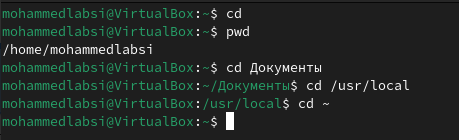 mohammedlabsi@VirtualBox:~$ cd
mohammedlabsi@VirtualBox:~$ pwd
/home/mohammedlabsi
mohammedlabsi@VirtualBox:~$ cd Документы
mohammedlabsi@VirtualBox:~/Документы$ cd /usr/local
mohammedlabsi@VirtualBox:/usr/local$ cd ~
mohammedlabsi@VirtualBox:~$